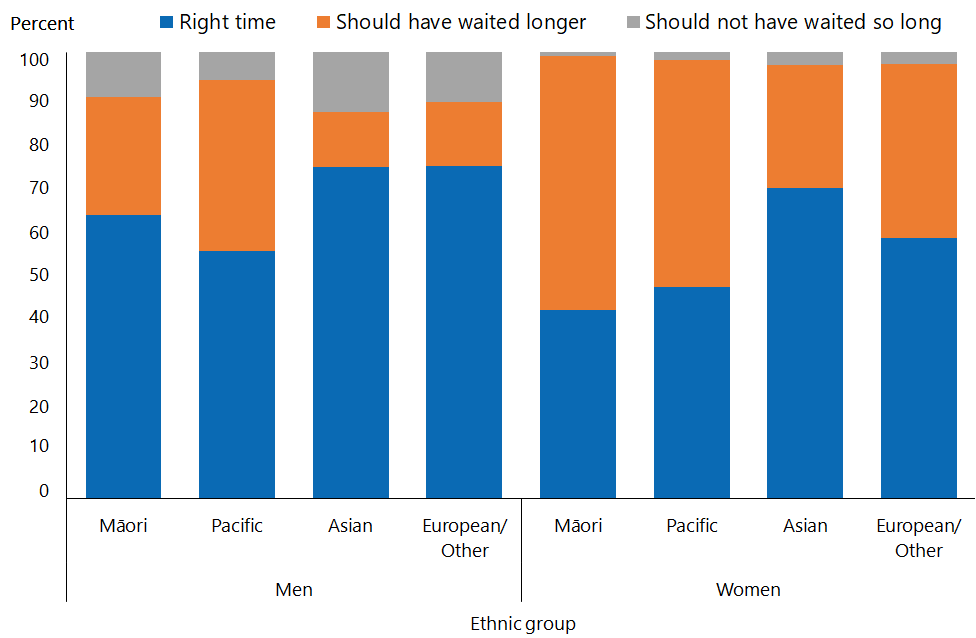 Percent
Right time
Should have waited longer
Should not have waited so long
100
90
80
70
60
50
40
30
20
10
0
Māori
Pacific
Asian
European/
Other
Māori
Pacific
Asian
European/
Other
Men
Women
Ethnic group